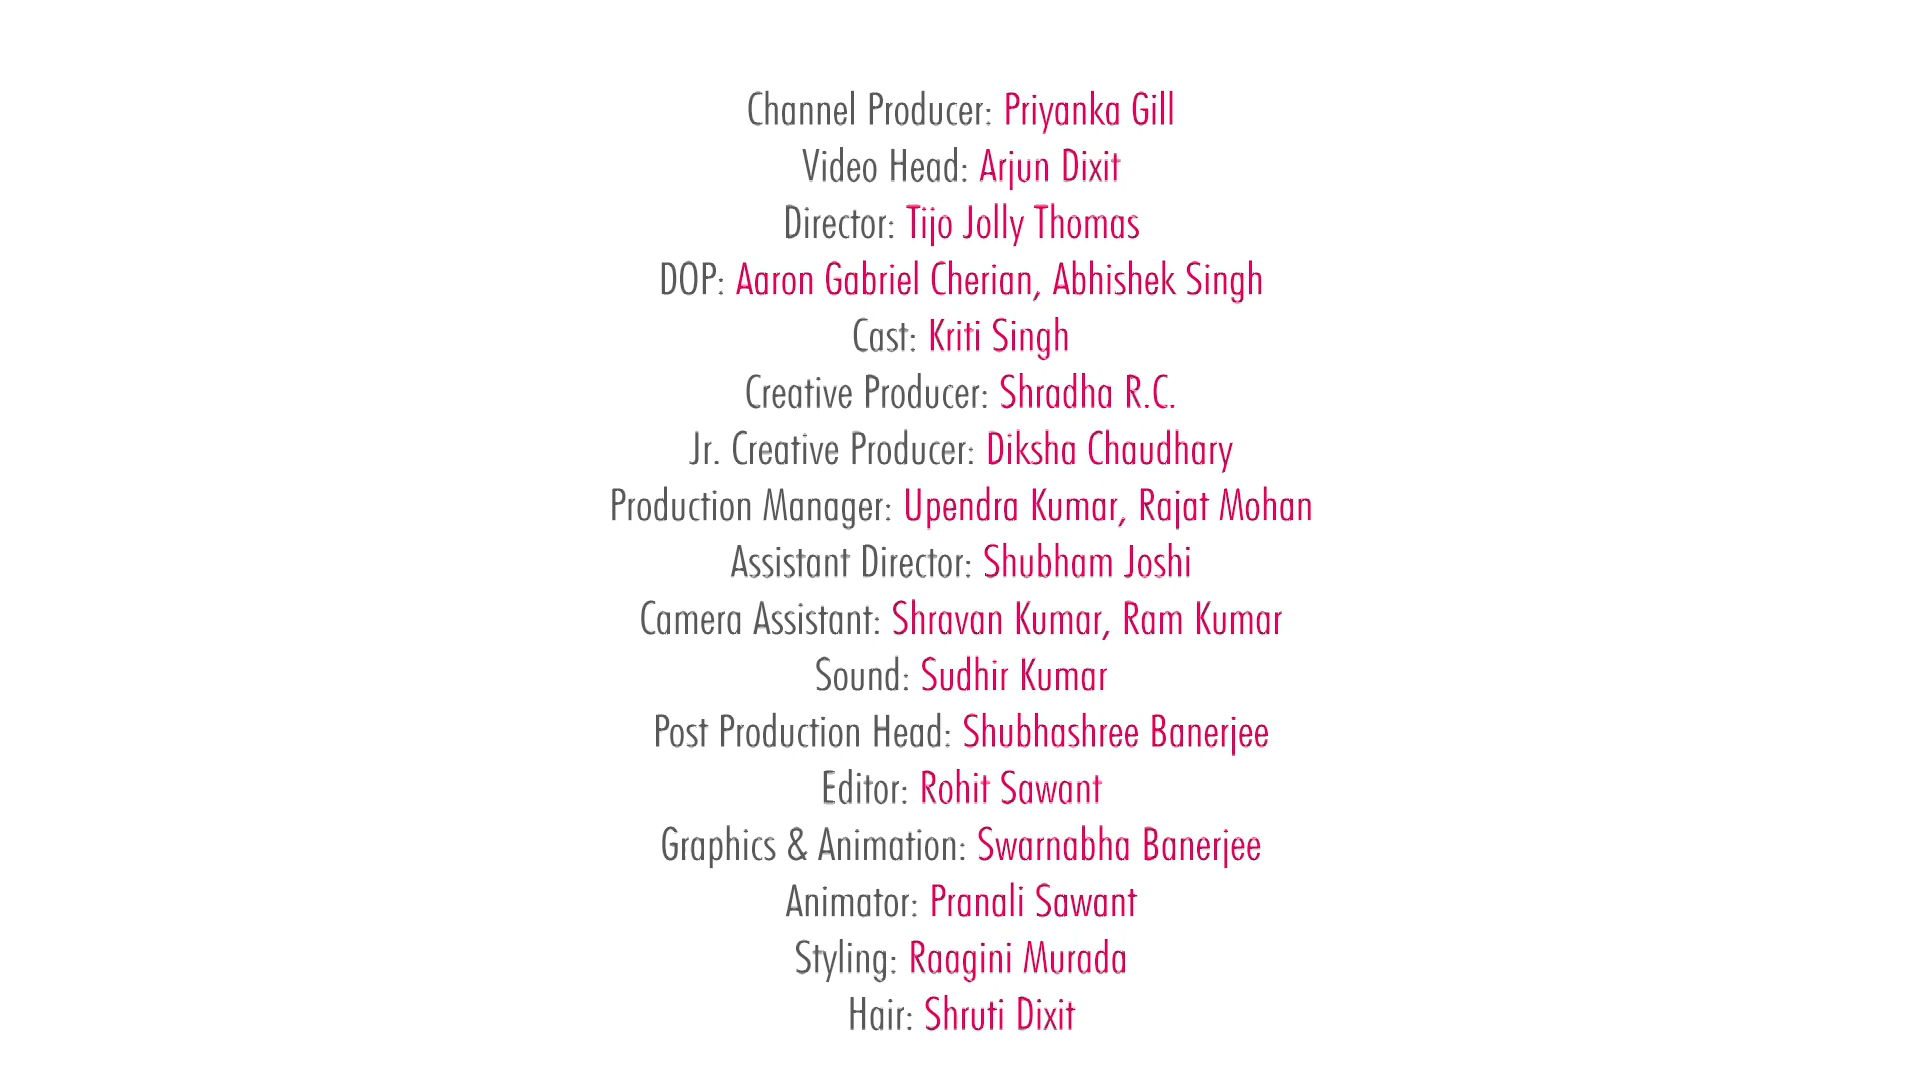 Channel Producer: Priyanka Gill
Video Head: Arjun Dixit
Director: Tijo Jolly Thomas
DOP: Aaron Gabriel Cherian, Abhishek Singh
Cast: Kriti Singh
Creative Producer: Shradha R.C.
Jr. Creative Producer: Diksha Chaudhary
Production Manager: Upendra Kumar, Rajat Mohan
Assistant Director: Shubham Joshi
Camera Assistant: Shravan Kumar, Ram Kumar
Sound: Sudhir Kumar
Post Production Head: Shubhashree Banerjee
Editor: Rohit Sawant
Graphics & Animation: Swarnabha Banerjee
Animator: Pranali Sawant
Styling: Raagini Murada
Hair: Shruti Dixit